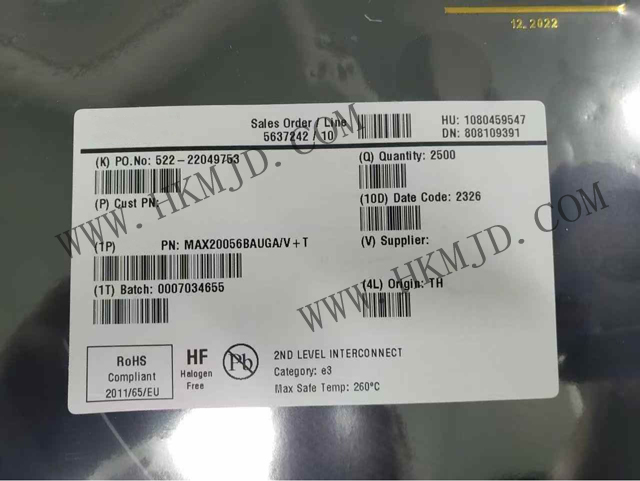 12.2022
Sales Order / Line
5637242 / 10
HU: 1080459547
DN: 808109391
(K) PO.No: 522-22049753
(Q) Quantity: 2500
(P) Cust PN:
(10D) Date Code: 2326
(1P) PN: MAX20056BAUGA/V+T
(V) Supplier:
(1T) Batch: 0007034655
(4L) Origin: TH
RoHS
Compliant
2011/65/EU
HF
Halogen
Free
Pb
2ND LEVEL INTERCONNECT
Category: e3
Max Safe Temp: 260°C
WWW.HKMJD.COM
WWW.HKMJD.COM